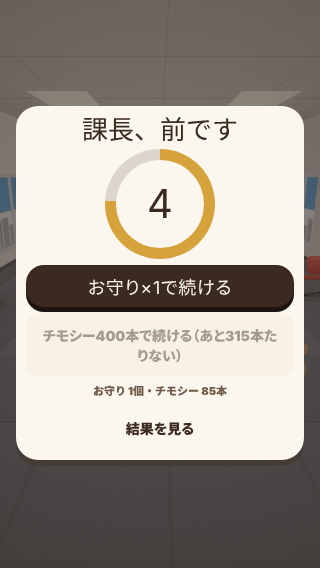 課長、前です
4
お守り×1で続ける
チモシー400本で続ける（あと315本た
りない）
お守り 1個・チモシー 85本
結果を見る